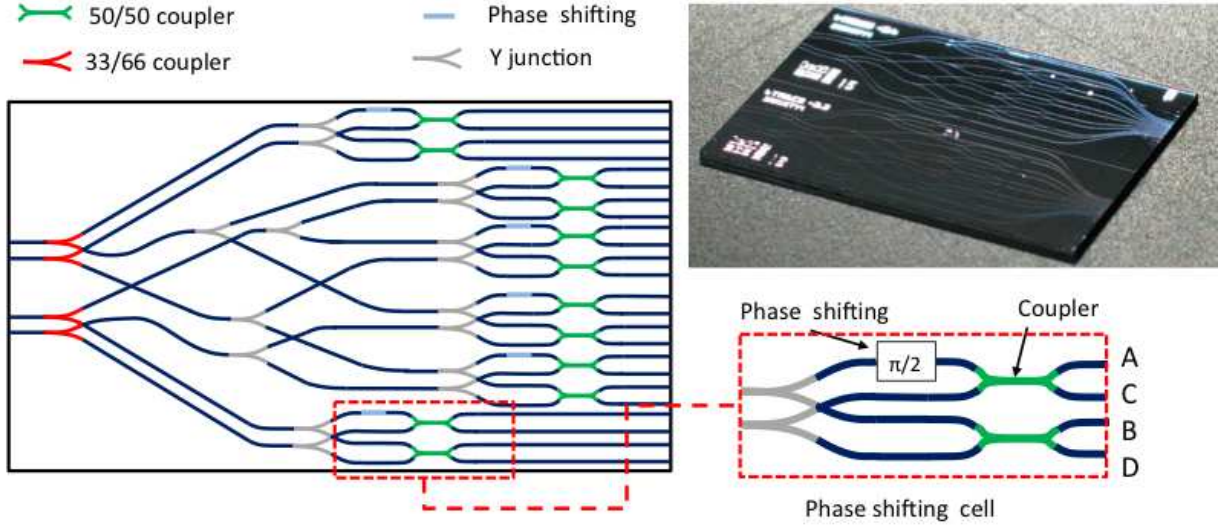 50/50 coupler
Phase shifting
33/66 coupler
Y junction
Phase shifting
Coupler
π/2
A
C
B
D
Phase shifting cell